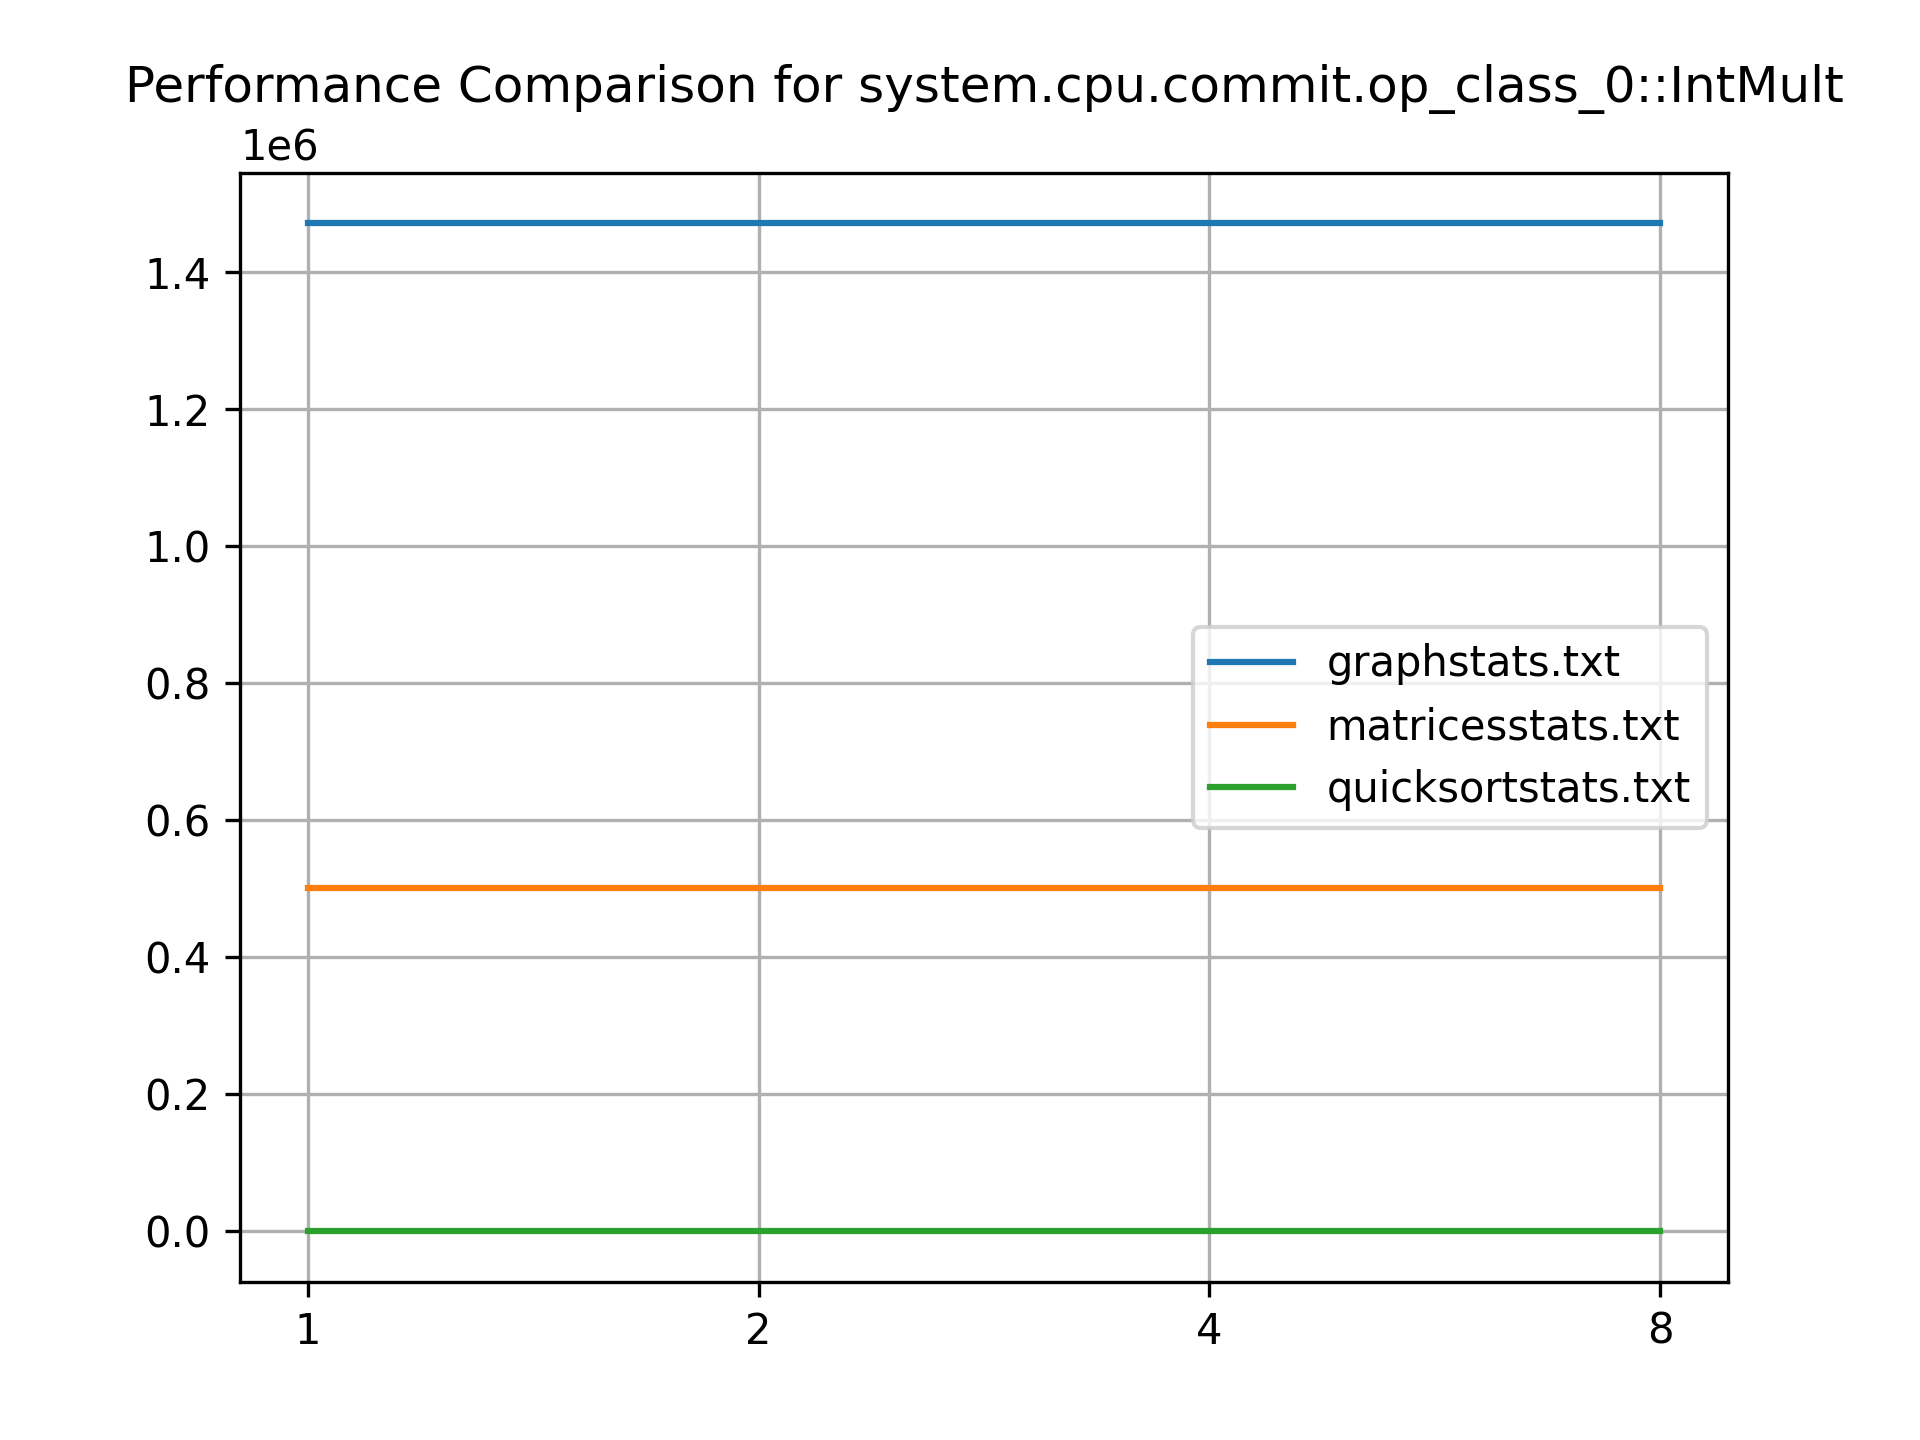 Performance Comparison for system.cpu.commit.op_class_0::IntMult
1e6
1.4
1.2
1.0
0.8
0.6
0.4
0.2
0.0
graphstats.txt
matricesstats.txt
quicksortstats.txt
1 2 4 8